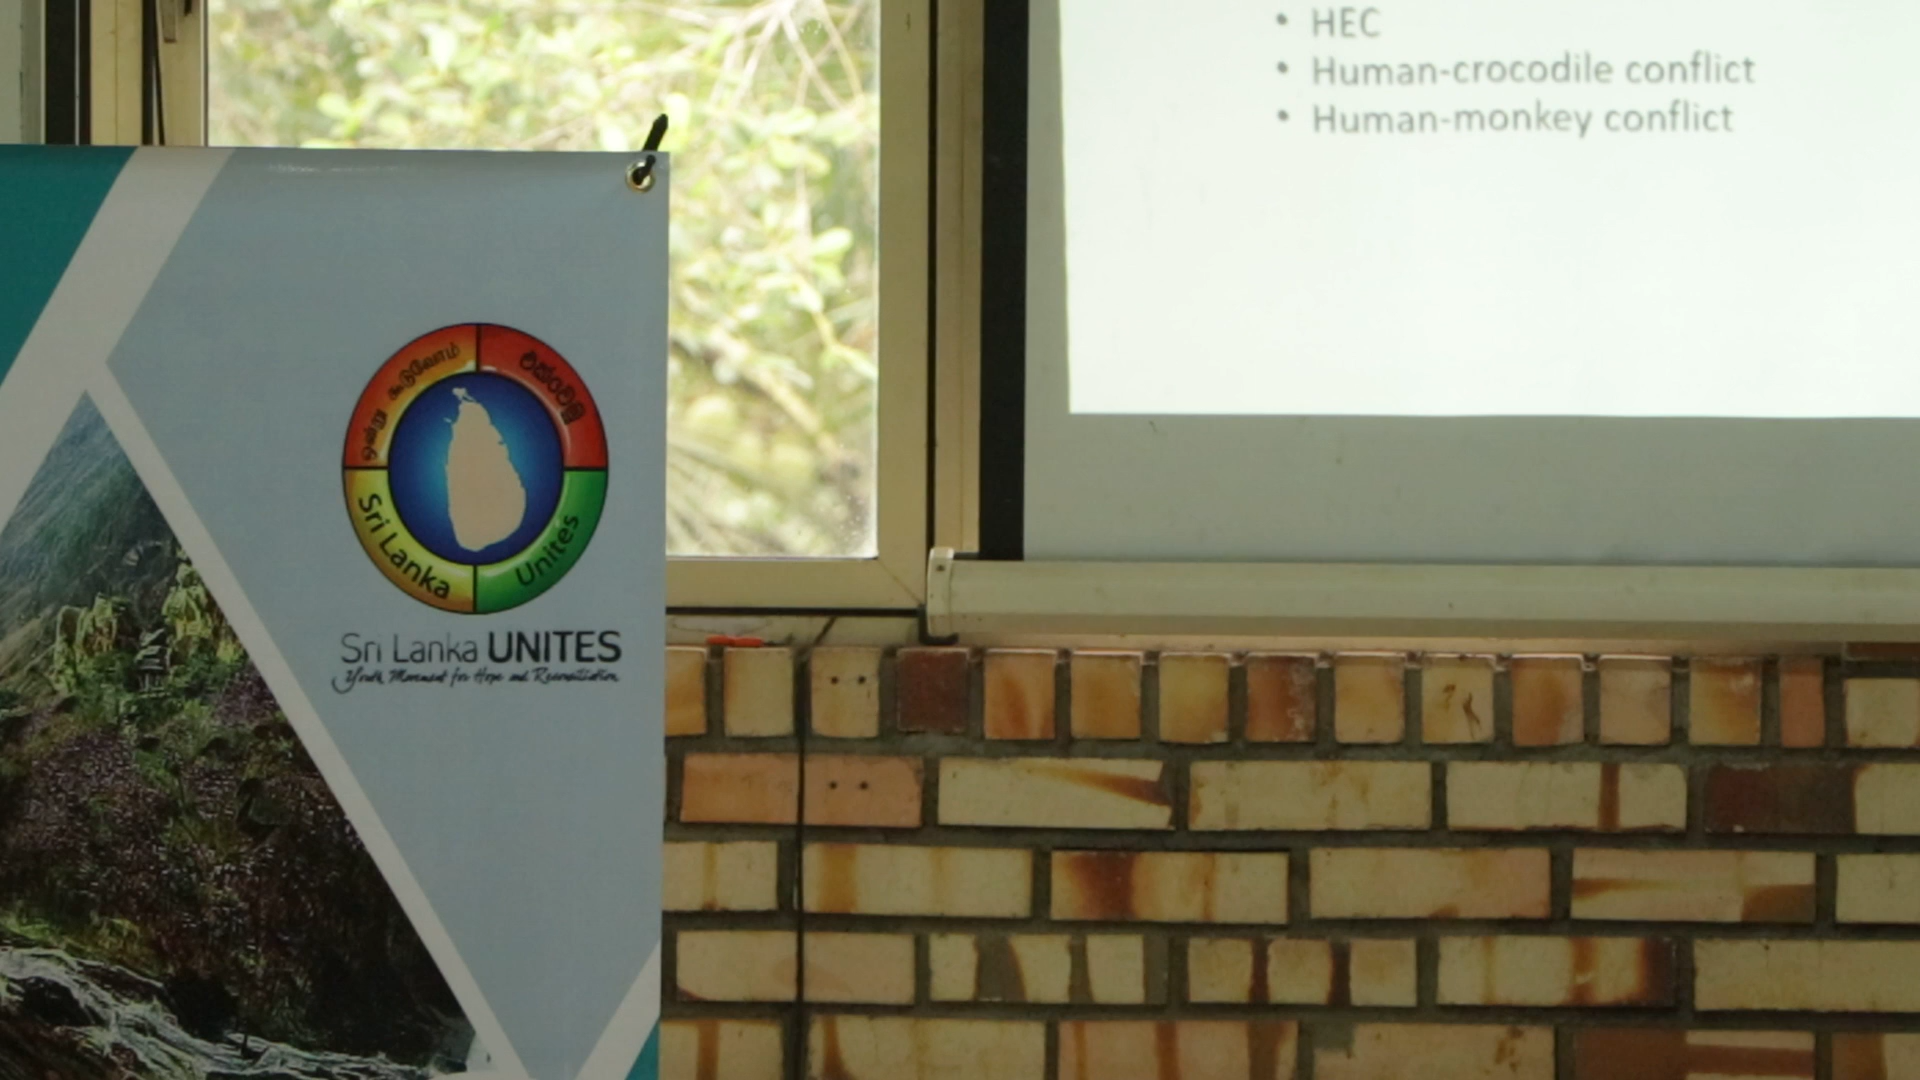 • HEC
• Human-crocodile conflict
• Human-monkey conflict
ஒன்று கூடுவோம்
Sri Lanka
Unites
Sri Lanka UNITES
Youth Movement for Hope and Reconciliation